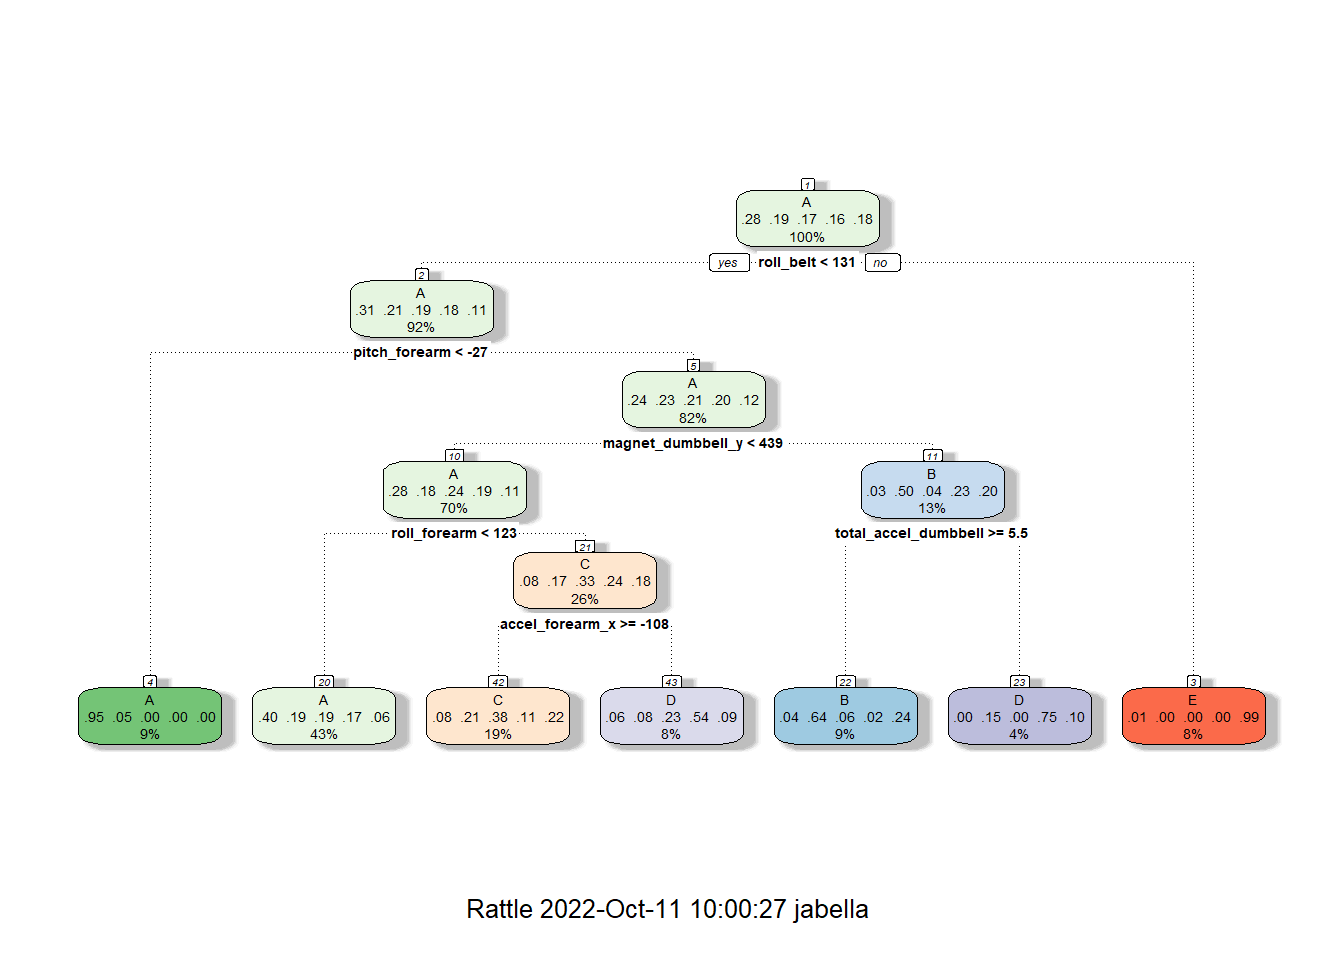 1
A
.28 .19 .17 .16 .18
100%
yes roll_belt < 131 no
2
A
.31 .21 .19 .18 .11
92%
pitch_forearm < -27
5
A
.24 .23 .21 .20 .12
82%
magnet_dumbbell_y < 439
10
A
.28 .18 .24 .19 .11
70%
roll_forearm < 123
11
B
.03 .50 .04 .23 .20
13%
total_accel_dumbbell >= 5.5
21
C
.08 .17 .33 .24 .18
26%
accel_forearm_x >= -108
4
A
.95 .05 .00 .00 .00
9%
20
A
.40 .19 .19 .17 .06
43%
42
C
.08 .21 .38 .11 .22
19%
43
D
.06 .08 .23 .54 .09
8%
22
B
.04 .64 .06 .02 .24
9%
23
D
.00 .15 .00 .75 .10
4%
3
E
.01 .00 .00 .00 .99
8%
Rattle 2022-Oct-11 10:00:27 jabella